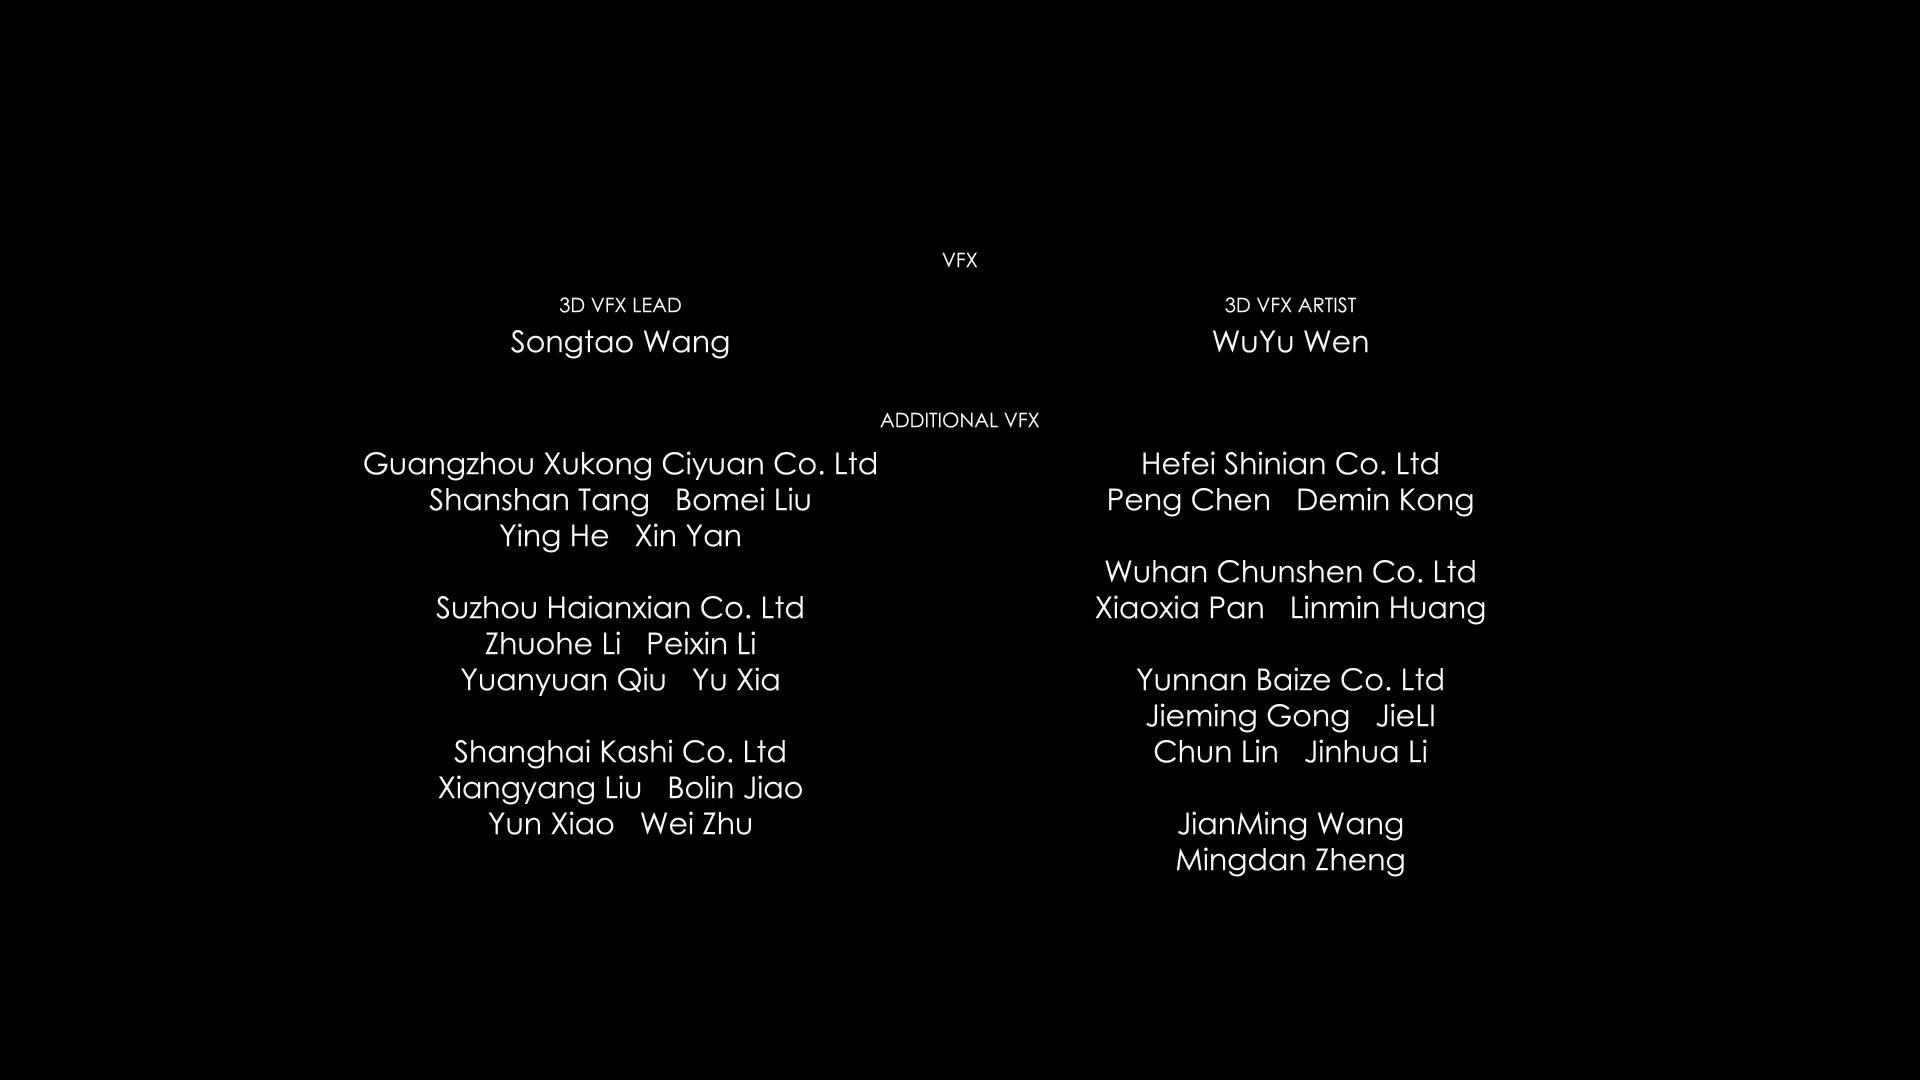 VFX
3D VFX LEAD
Songtao Wang
3D VFX ARTIST
WuYu Wen
ADDITIONAL VFX
Guangzhou Xukong Ciyuan Co. Ltd
Shanshan Tang Bomei Liu
Ying He Xin Yan
Suzhou Haianxian Co. Ltd
Zhuohe Li Peixin Li
Yuanyuan Qiu Yu Xia
Shanghai Kashi Co. Ltd
Xiangyang Liu Bolin Jiao
Yun Xiao Wei Zhu
Hefei Shinian Co. Ltd
Peng Chen Demin Kong
Wuhan Chunshen Co. Ltd
Xiaoxia Pan Linmin Huang
Yunnan Baize Co. Ltd
Jieming Gong JieLI
Chun Lin Jinhua Li
JianMing Wang
Mingdan Zheng